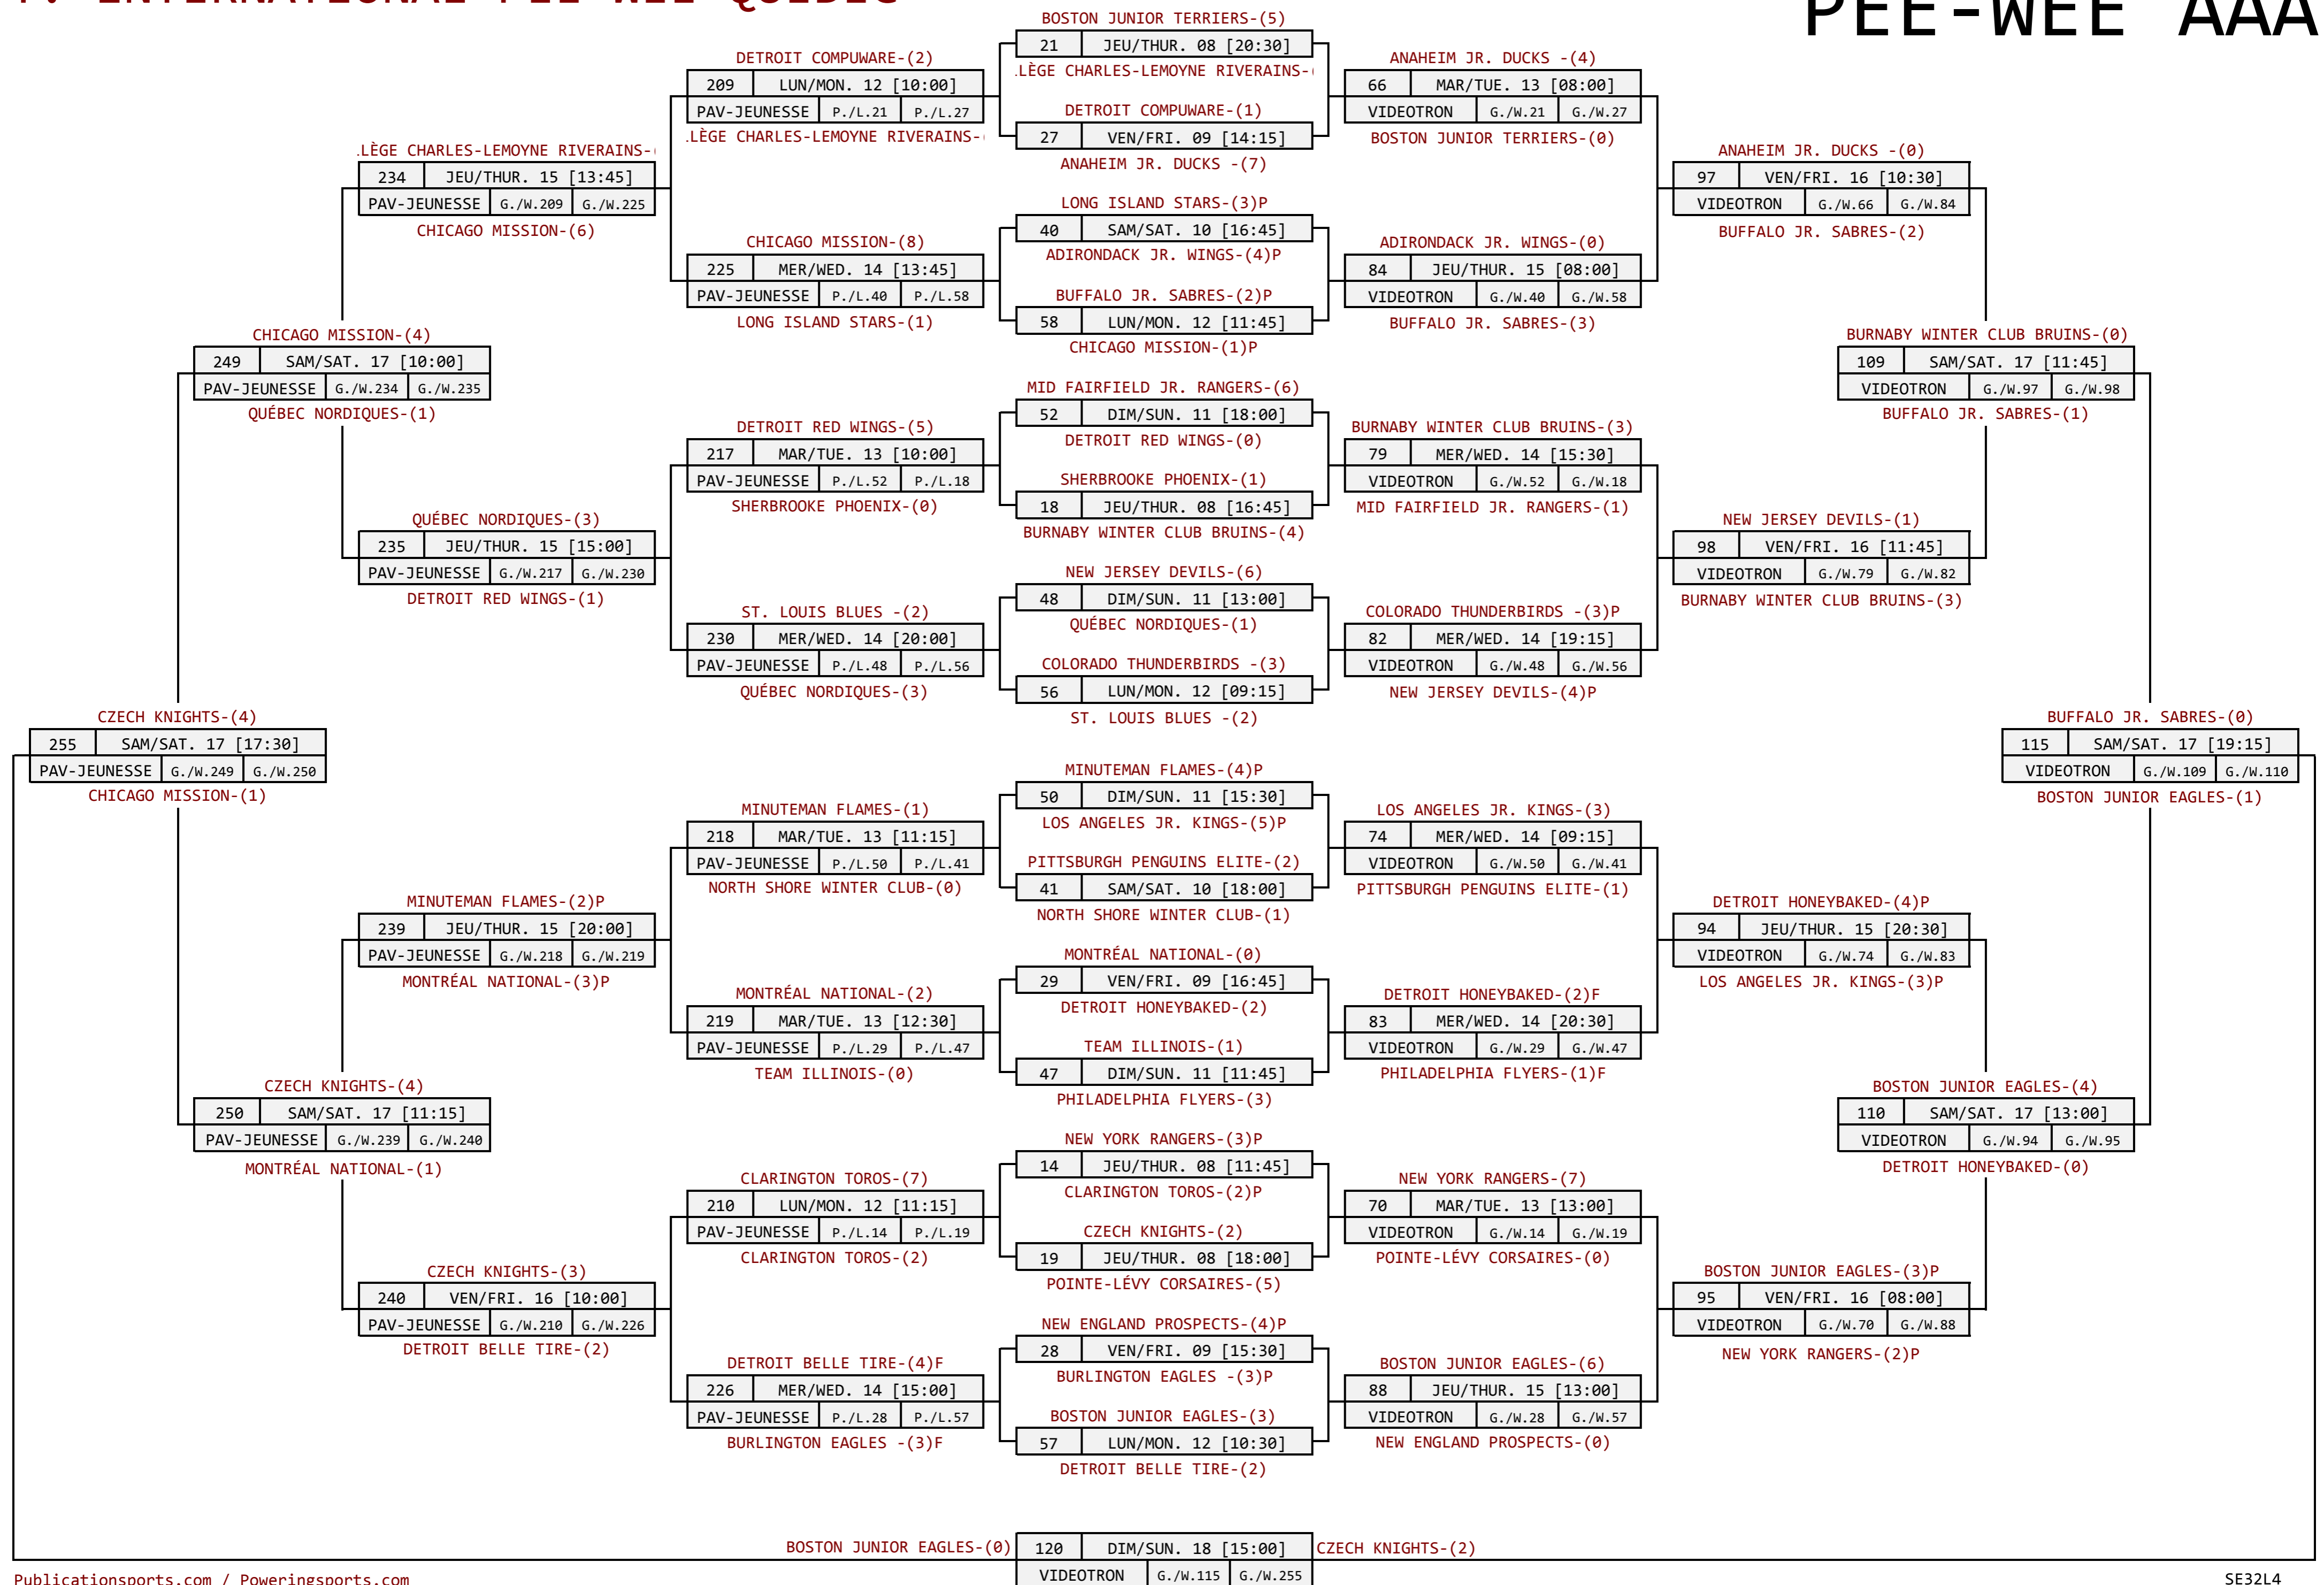 T. INTERNATIONAL PEE-WEE QUÉBEC
PEE-WEE AAA
CZECH KNIGHTS-(4)
255 SAM/SAT. 17 [17:30]
PAV-JEUNESSE G./W.249 G./W.250
CHICAGO MISSION-(1)
CHICAGO MISSION-(4)
249 SAM/SAT. 17 [10:00]
PAV-JEUNESSE G./W.234 G./W.235
QUÉBEC NORDIQUES-(1)
CZECH KNIGHTS-(4)
250 SAM/SAT. 17 [11:15]
PAV-JEUNESSE G./W.239 G./W.240
MONTRÉAL NATIONAL-(1)
LÈGE CHARLES-LEMOYNE RIVERAINS-
234 JEU/THUR. 15 [13:45]
PAV-JEUNESSE G./W.209 G./W.225
CHICAGO MISSION-(6)
QUÉBEC NORDIQUES-(3)
235 JEU/THUR. 15 [15:00]
PAV-JEUNESSE G./W.217 G./W.230
DETROIT RED WINGS-(1)
MINUTEMAN FLAMES-(2)P
239 JEU/THUR. 15 [20:00]
PAV-JEUNESSE G./W.218 G./W.219
MONTRÉAL NATIONAL-(3)P
CZECH KNIGHTS-(3)
240 VEN/FRI. 16 [10:00]
PAV-JEUNESSE G./W.210 G./W.226
DETROIT BELLE TIRE-(2)
DETROIT COMPUWARE-(2)
209 LUN/MON. 12 [10:00]
PAV-JEUNESSE P./L.21 P./L.27
LÈGE CHARLES-LEMOYNE RIVERAINS-
CHICAGO MISSION-(8)
225 MER/WED. 14 [13:45]
PAV-JEUNESSE P./L.40 P./L.58
LONG ISLAND STARS-(1)
DETROIT RED WINGS-(5)
217 MAR/TUE. 13 [10:00]
PAV-JEUNESSE P./L.52 P./L.18
SHERBROOKE PHOENIX-(0)
ST. LOUIS BLUES -(2)
230 MER/WED. 14 [20:00]
PAV-JEUNESSE P./L.48 P./L.56
QUÉBEC NORDIQUES-(3)
MINUTEMAN FLAMES-(1)
218 MAR/TUE. 13 [11:15]
PAV-JEUNESSE P./L.50 P./L.41
NORTH SHORE WINTER CLUB-(0)
MONTRÉAL NATIONAL-(2)
219 MAR/TUE. 13 [12:30]
PAV-JEUNESSE P./L.29 P./L.47
TEAM ILLINOIS-(0)
CLARINGTON TOROS-(7)
210 LUN/MON. 12 [11:15]
PAV-JEUNESSE P./L.14 P./L.19
CLARINGTON TOROS-(2)
DETROIT BELLE TIRE-(4)F
226 MER/WED. 14 [15:00]
PAV-JEUNESSE P./L.28 P./L.57
BURLINGTON EAGLES -(3)F
BOSTON JUNIOR TERRIERS-(5)
21 JEU/THUR. 08 [20:30]
LÈGE CHARLES-LEMOYNE RIVERAINS-
DETROIT COMPUWARE-(1)
27 VEN/FRI. 09 [14:15]
ANAHEIM JR. DUCKS -(7)
LONG ISLAND STARS-(3)P
40 SAM/SAT. 10 [16:45]
ADIRONDACK JR. WINGS-(4)P
BUFFALO JR. SABRES-(2)P
58 LUN/MON. 12 [11:45]
CHICAGO MISSION-(1)P
MID FAIRFIELD JR. RANGERS-(6)
52 DIM/SUN. 11 [18:00]
DETROIT RED WINGS-(0)
SHERBROOKE PHOENIX-(1)
18 JEU/THUR. 08 [16:45]
BURNABY WINTER CLUB BRUINS-(4)
NEW JERSEY DEVILS-(6)
48 DIM/SUN. 11 [13:00]
QUÉBEC NORDIQUES-(1)
COLORADO THUNDERBIRDS -(3)
56 LUN/MON. 12 [09:15]
ST. LOUIS BLUES -(2)
MINUTEMAN FLAMES-(4)P
50 DIM/SUN. 11 [15:30]
LOS ANGELES JR. KINGS-(5)P
PITTSBURGH PENGUINS ELITE-(2)
41 SAM/SAT. 10 [18:00]
NORTH SHORE WINTER CLUB-(1)
MONTRÉAL NATIONAL-(0)
29 VEN/FRI. 09 [16:45]
DETROIT HONEYBAKED-(2)
TEAM ILLINOIS-(1)
47 DIM/SUN. 11 [11:45]
PHILADELPHIA FLYERS-(3)
NEW YORK RANGERS-(3)P
14 JEU/THUR. 08 [11:45]
CLARINGTON TOROS-(2)P
CZECH KNIGHTS-(2)
19 JEU/THUR. 08 [18:00]
POINTE-LÉVY CORSAIRES-(5)
NEW ENGLAND PROSPECTS-(4)P
28 VEN/FRI. 09 [15:30]
BURLINGTON EAGLES -(3)P
BOSTON JUNIOR EAGLES-(3)
57 LUN/MON. 12 [10:30]
DETROIT BELLE TIRE-(2)
ANAHEIM JR. DUCKS -(4)
66 MAR/TUE. 13 [08:00]
VIDEOTRON G./W.21 G./W.27
BOSTON JUNIOR TERRIERS-(0)
ADIRONDACK JR. WINGS-(0)
84 JEU/THUR. 15 [08:00]
VIDEOTRON G./W.40 G./W.58
BUFFALO JR. SABRES-(3)
BURNABY WINTER CLUB BRUINS-(3)
79 MER/WED. 14 [15:30]
VIDEOTRON G./W.52 G./W.18
MID FAIRFIELD JR. RANGERS-(1)
COLORADO THUNDERBIRDS -(3)P
82 MER/WED. 14 [19:15]
VIDEOTRON G./W.48 G./W.56
NEW JERSEY DEVILS-(4)P
LOS ANGELES JR. KINGS-(3)
74 MER/WED. 14 [09:15]
VIDEOTRON G./W.50 G./W.41
PITTSBURGH PENGUINS ELITE-(1)
DETROIT HONEYBAKED-(2)F
83 MER/WED. 14 [20:30]
VIDEOTRON G./W.29 G./W.47
PHILADELPHIA FLYERS-(1)F
NEW YORK RANGERS-(7)
70 MAR/TUE. 13 [13:00]
VIDEOTRON G./W.14 G./W.19
POINTE-LÉVY CORSAIRES-(0)
BOSTON JUNIOR EAGLES-(6)
88 JEU/THUR. 15 [13:00]
VIDEOTRON G./W.28 G./W.57
NEW ENGLAND PROSPECTS-(0)
ANAHEIM JR. DUCKS -(0)
97 VEN/FRI. 16 [10:30]
VIDEOTRON G./W.66 G./W.84
BUFFALO JR. SABRES-(2)
NEW JERSEY DEVILS-(1)
98 VEN/FRI. 16 [11:45]
VIDEOTRON G./W.79 G./W.82
BURNABY WINTER CLUB BRUINS-(3)
DETROIT HONEYBAKED-(4)P
94 JEU/THUR. 15 [20:30]
VIDEOTRON G./W.74 G./W.83
LOS ANGELES JR. KINGS-(3)P
BOSTON JUNIOR EAGLES-(3)P
95 VEN/FRI. 16 [08:00]
VIDEOTRON G./W.70 G./W.88
NEW YORK RANGERS-(2)P
BURNABY WINTER CLUB BRUINS-(0)
109 SAM/SAT. 17 [11:45]
VIDEOTRON G./W.97 G./W.98
BUFFALO JR. SABRES-(1)
BOSTON JUNIOR EAGLES-(4)
110 SAM/SAT. 17 [13:00]
VIDEOTRON G./W.94 G./W.95
DETROIT HONEYBAKED-(0)
BUFFALO JR. SABRES-(0)
115 SAM/SAT. 17 [19:15]
VIDEOTRON G./W.109 G./W.110
BOSTON JUNIOR EAGLES-(1)
BOSTON JUNIOR EAGLES-(0) 120 DIM/SUN. 18 [15:00] CZECH KNIGHTS-(2)
VIDEOTRON G./W.115 G./W.255
Publicationsports.com / Poweringsports.com
SE32L4